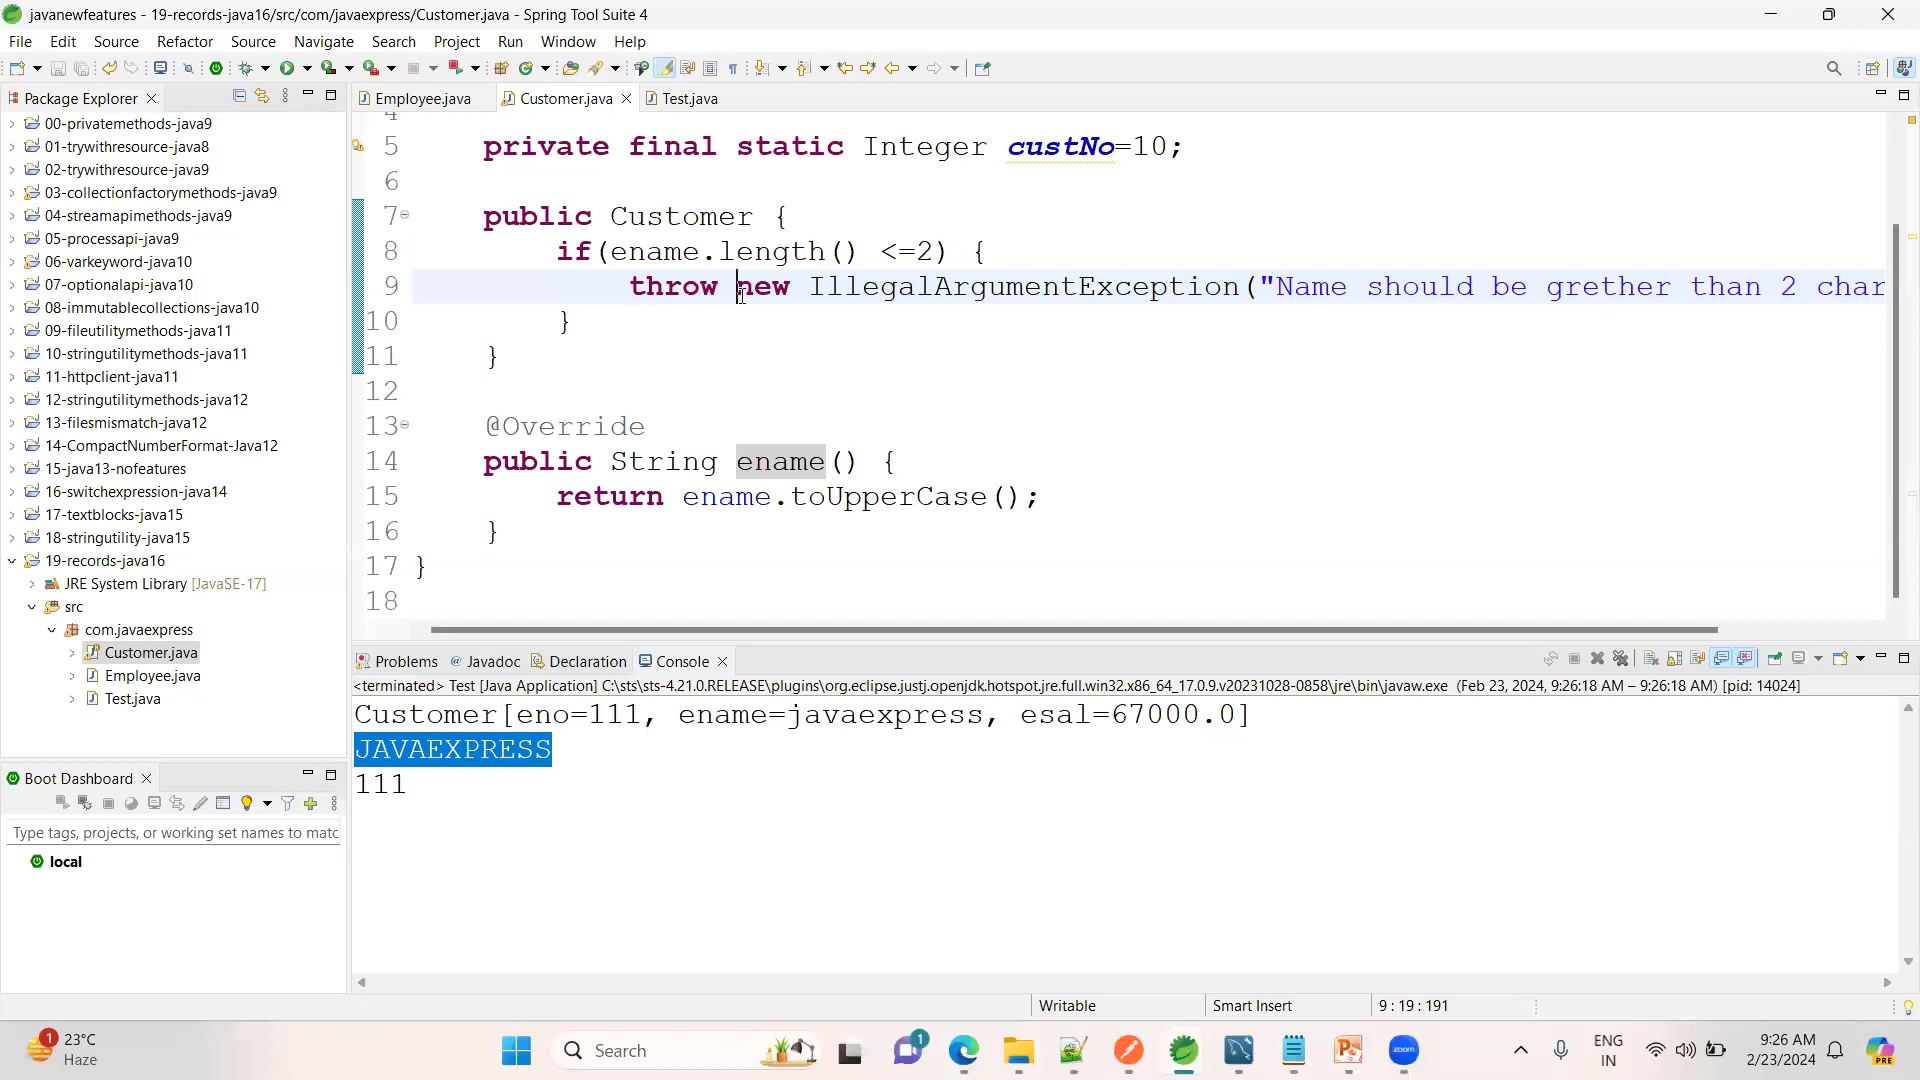 javanewfeatures - 19-records-java16/src/com/javaexpress/Customer.java - Spring Tool Suite 4
File Edit Source Refactor Source Navigate Search Project Run Window Help
Package Explorer
00-privatemethods-java9
01-trywithresource-java8
02-trywithresource-java9
03-collectionfactorymethods-java9
04-streamapimethods-java9
05-processapi-java9
06-varkeyword-java10
07-optionalapi-java10
08-immutablecollections-java10
09-fileutilitymethods-java11
10-stringutilitymethods-java11
11-httpclient-java11
12-stringutilitymethods-java12
13-filesmismatch-java12
14-CompactNumberFormat-Java12
15-java13-nofeatures
16-switchexpression-java14
17-textblocks-java15
18-stringutility-java15
19-records-java16
JRE System Library [JavaSE-17]
src
com.javaexpress
Customer.java
Employee.java
Test.java
Boot Dashboard
Type tags, projects, or working set names to matc
local
Employee.java Customer.java Test.java
4
5 private final static Integer custNo=10;
6
7 public Customer {
8 if(ename.length() <=2) {
9 throw new IllegalArgumentException("Name should be grether than 2 char
10 }
11 }
12
13 @Override
14 public String ename() {
15 return ename.toUpperCase();
16 }
17 }
18
Problems Javadoc Declaration Console
<terminated> Test [Java Application] C:\sts\sts-4.21.0.RELEASE\plugins\org.eclipse.justj.openjdk.hotspot.jre.full.win32.x86_64_17.0.9.v20231028-0858\jre\bin\javaw.exe (Feb 23, 2024, 9:26:18 AM – 9:26:18 AM) [pid: 14024]
Customer[eno=111, ename=javaexpress, esal=67000.0]
JAVAEXPRESS
111
Writable Smart Insert 9 : 19 : 191
1 23°C
Haze
Search
1
zoom
ENG
IN
9:26 AM
2/23/2024
PRE